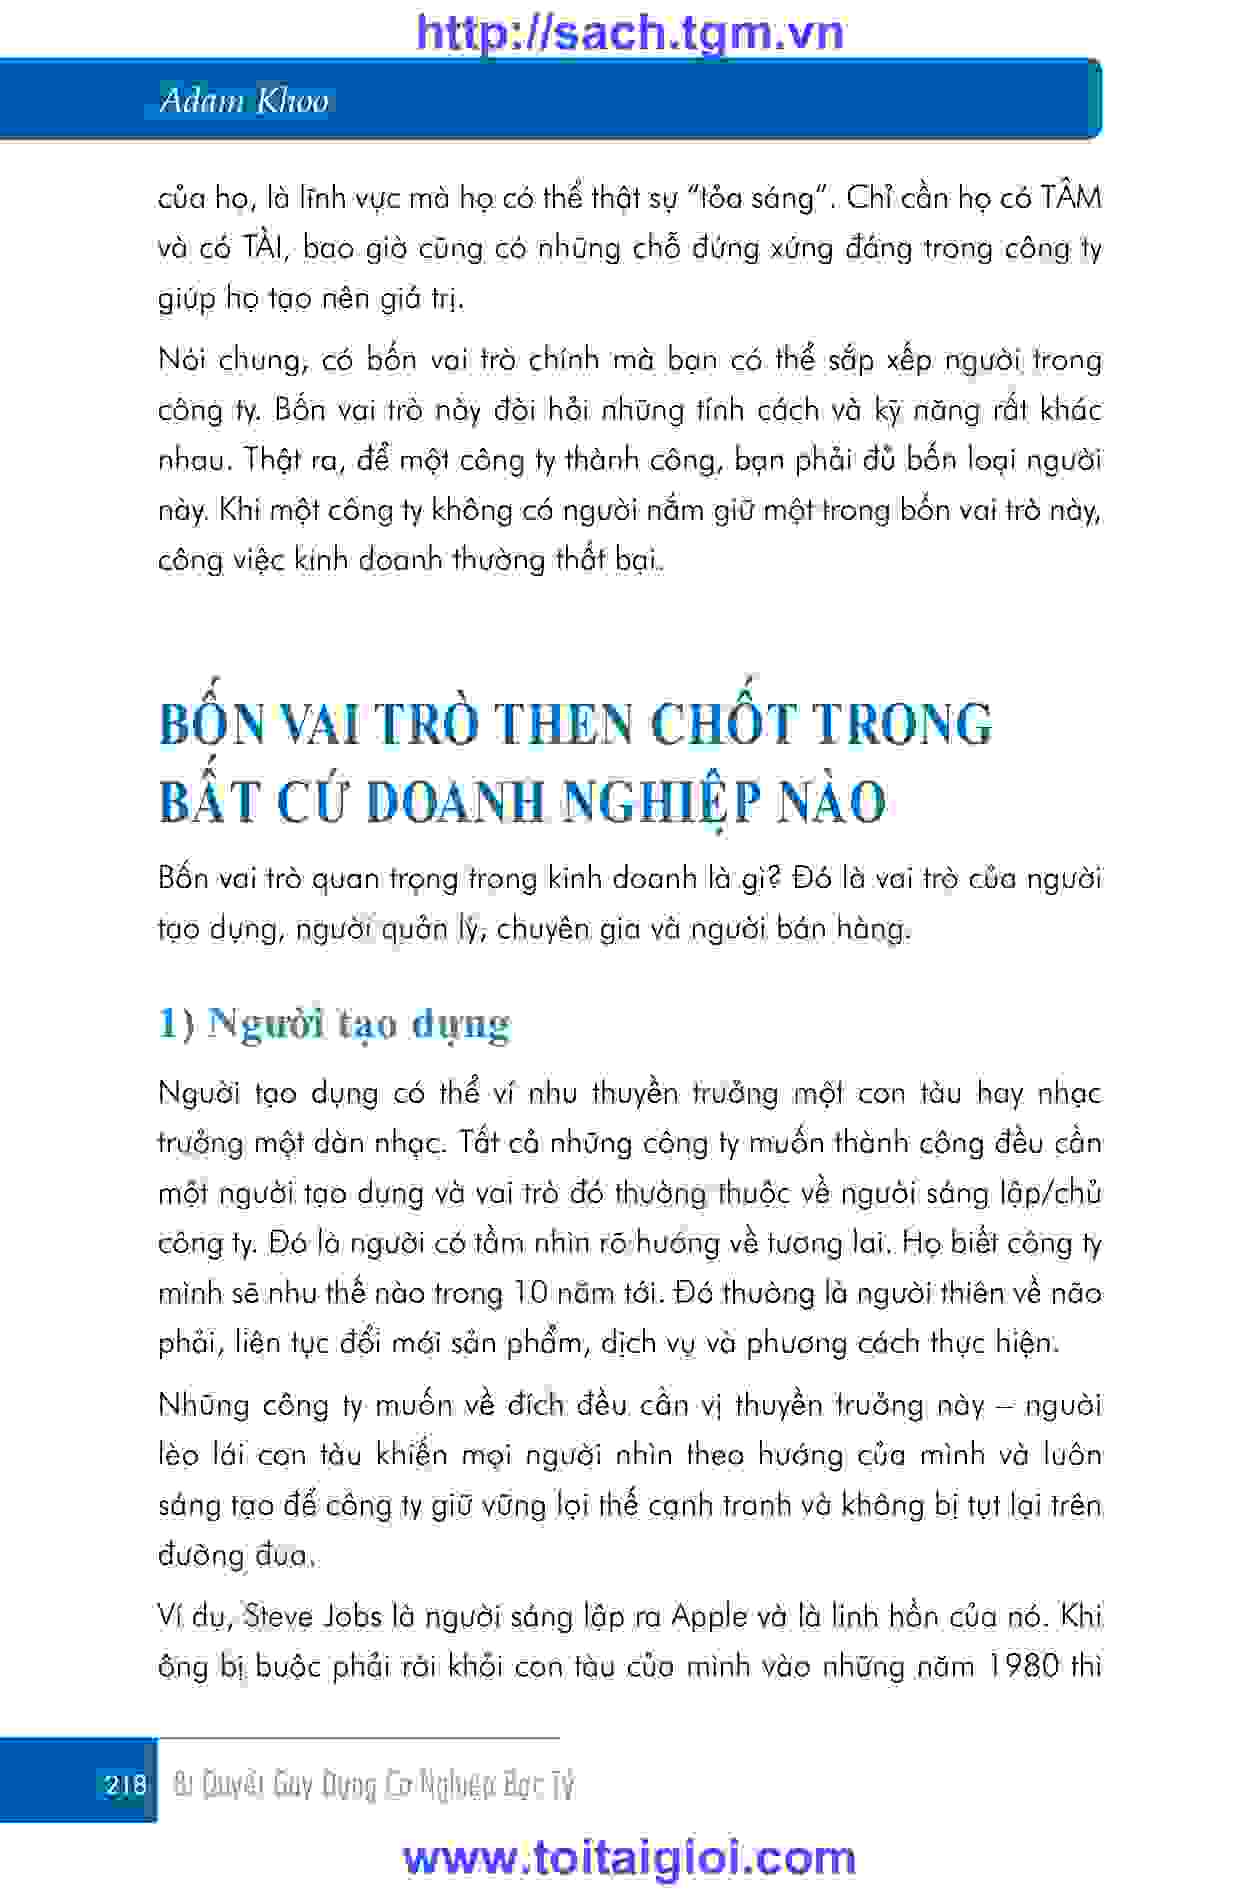 http://sach.tgm.vn
Adam Khoo
của họ, là lĩnh vực mà họ có thể thật sự “tỏa sáng”. Chỉ cần họ có TÂM
và có TÀI, bao giờ cũng có những chỗ đứng xứng đáng trong công ty
giúp họ tạo nên giá trị.
Nói chung, có bốn vai trò chính mà bạn có thể sắp xếp người trong
công ty. Bốn vai trò này đòi hỏi những tính cách và kỹ năng rất khác
nhau. Thật ra, để một công ty thành công, bạn phải đủ bốn loại người
này. Khi một công ty không có người nắm giữ một trong bốn vai trò này,
công việc kinh doanh thường thất bại.
BỐN VAI TRÒ THEN CHỐT TRONG
BẤT CỨ DOANH NGHIỆP NÀO
Bốn vai trò quan trọng trong kinh doanh là gì? Đó là vai trò của người
tạo dựng, người quản lý, chuyên gia và người bán hàng.
1) Người tạo dựng
Người tạo dựng có thể ví như thuyền trưởng một con tàu hay nhạc
trưởng một dàn nhạc. Tất cả những công ty muốn thành công đều cần
một người tạo dựng và vai trò đó thường thuộc về người sáng lập/chủ
công ty. Đó là người có tầm nhìn rõ hướng về tương lai. Họ biết công ty
mình sẽ như thế nào trong 10 năm tới. Đó thường là người thiên về não
phải, liên tục đổi mới sản phẩm, dịch vụ và phương cách thực hiện.
Những công ty muốn về đích đều cần vị thuyền trưởng này – người
lèo lái con tàu khiến mọi người nhìn theo hướng của mình và luôn
sáng tạo để công ty giữ vững lợi thế cạnh tranh và không bị tụt lại trên
đường đua.
Ví dụ, Steve Jobs là người sáng lập ra Apple và là linh hồn của nó. Khi
ông bị buộc phải rời khỏi con tàu của mình vào những năm 1980 thì
218 Bí Quyết Gây Dựng Cơ Nghiệp Bạc Tỷ
www.toitaigioi.com